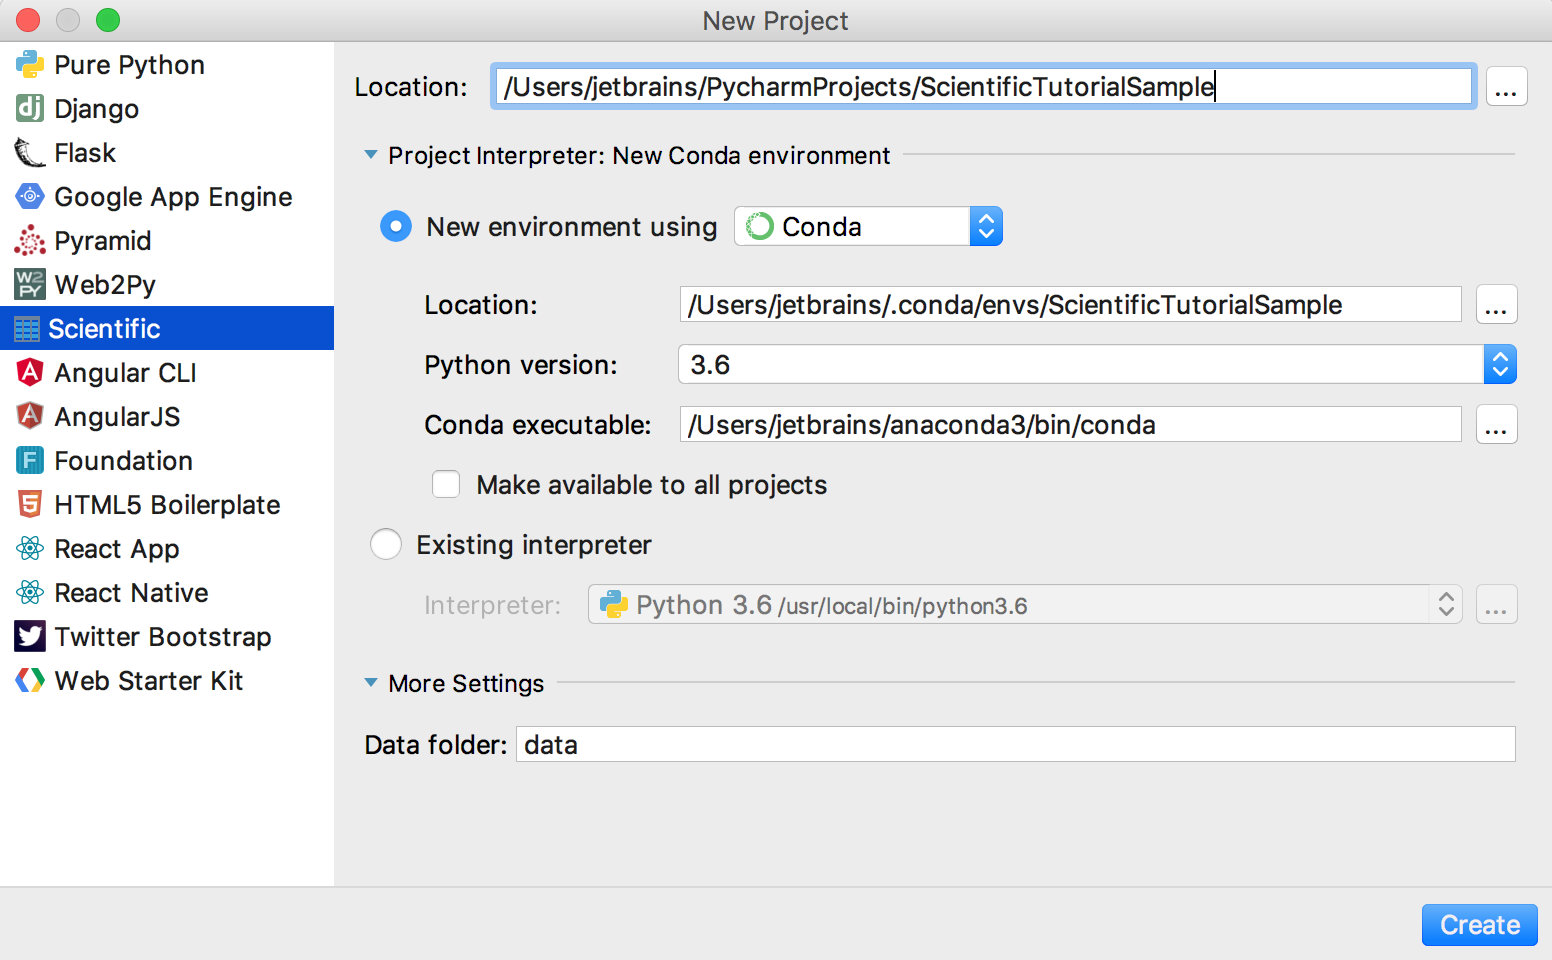 New Project
Pure Python
Django
Flask
Google App Engine
Pyramid
Web2Py
Scientific
Angular CLI
AngularJS
Foundation
HTML5 Boilerplate
React App
React Native
Twitter Bootstrap
Web Starter Kit
Location: /Users/jetbrains/PycharmProjects/ScientificTutorialSample ...
Project Interpreter: New Conda environment
New environment using Conda
Location: /Users/jetbrains/.conda/envs/ScientificTutorialSample ...
Python version: 3.6
Conda executable: /Users/jetbrains/anaconda3/bin/conda ...
Make available to all projects
Existing interpreter
Interpreter: Python 3.6 /usr/local/bin/python3.6 ...
More Settings
Data folder: data
Create